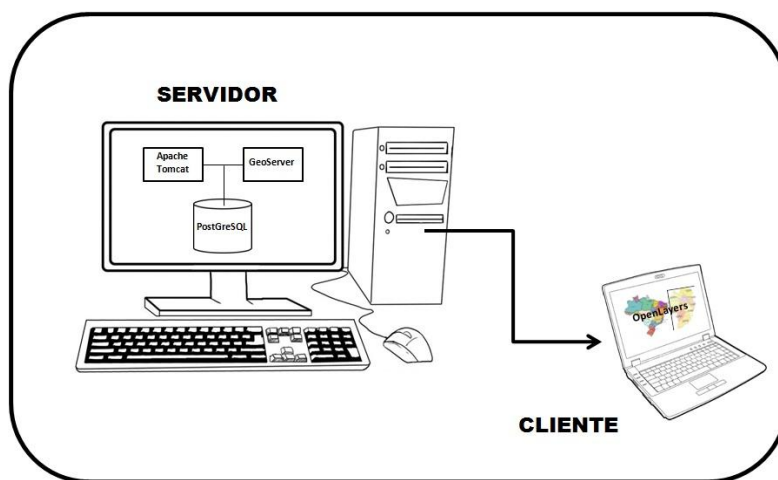 SERVIDOR
Apache
Tomcat
GeoServer
PostGreSQL
OpenLayers
CLIENTE